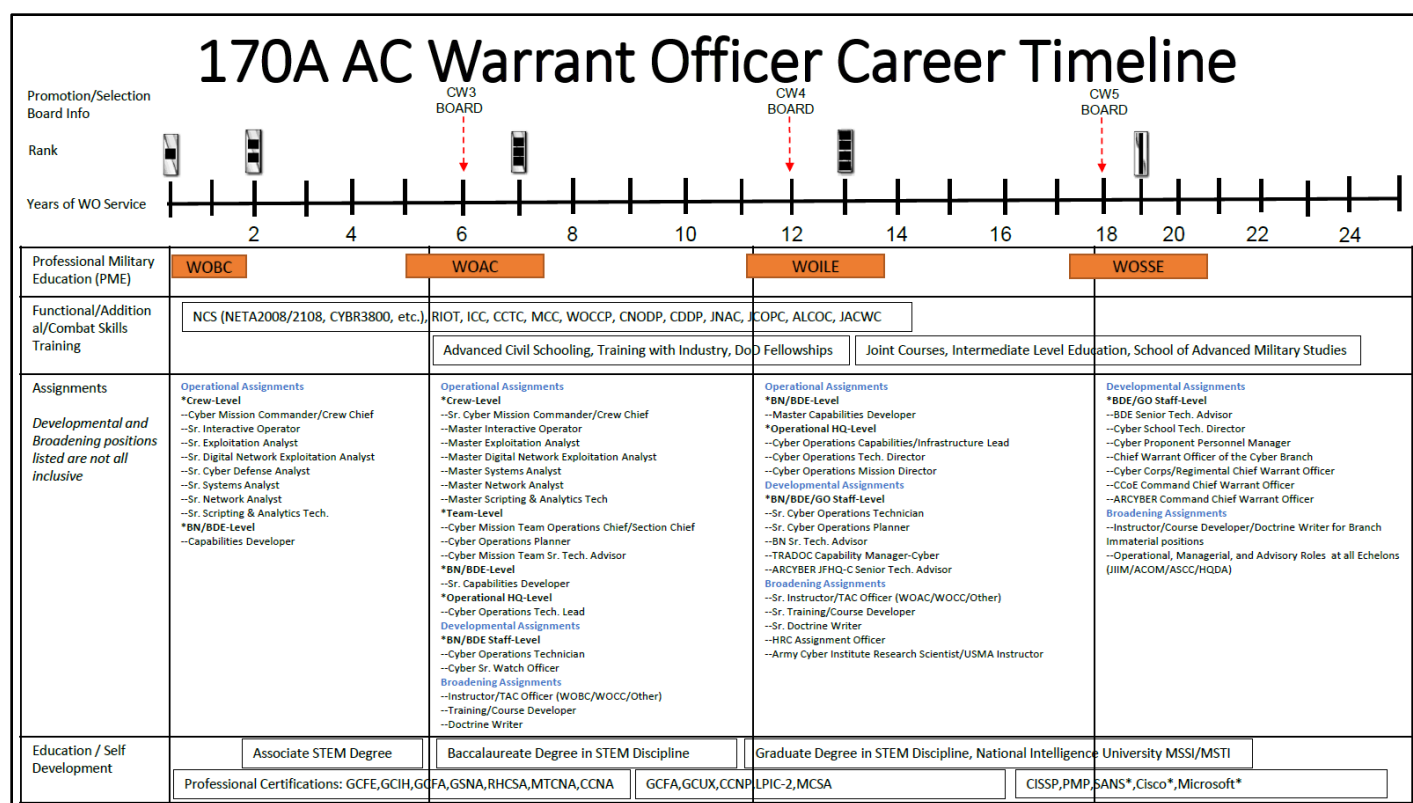 170A AC Warrant Officer Career Timeline
Promotion/Selection
Board Info
CW3
BOARD
CW4
BOARD
CW5
BOARD
Rank
Years of WO Service
2 4 6 8 10 12 14 16 18 20 22 24
Professional Military
Education (PME)
WOBC
WOAC
WOILE
WOSSE
Functional/Addition
al/Combat Skills
Training
NCS (NETA2008/2108, CYBR3800, etc.), RIOT, ICC, CCTC, MCC, WOCCP, CNODP, CDDP, JNAC, JCOPC, ALCOC, JACWC
Advanced Civil Schooling, Training with Industry, DoD Fellowships
Joint Courses, Intermediate Level Education, School of Advanced Military Studies
Assignments
Developmental and
Broadening positions
listed are not all
inclusive
Operational Assignments
*Crew-Level
--Cyber Mission Commander/Crew Chief
--Sr. Interactive Operator
--Sr. Exploitation Analyst
--Sr. Digital Network Exploitation Analyst
--Sr. Cyber Defense Analyst
--Sr. Systems Analyst
--Sr. Network Analyst
--Sr. Scripting & Analytics Tech.
*BN/BDE-Level
--Capabilities Developer
Operational Assignments
*Crew-Level
--Sr. Cyber Mission Commander/Crew Chief
--Master Interactive Operator
--Master Exploitation Analyst
--Master Digital Network Exploitation Analyst
--Master Systems Analyst
--Master Network Analyst
--Master Scripting & Analytics Tech
*Team-Level
--Cyber Mission Team Operations Chief/Section Chief
--Cyber Operations Planner
--Cyber Mission Team Sr. Tech. Advisor
*BN/BDE-Level
--Sr. Capabilities Developer
*Operational HQ-Level
--Cyber Operations Tech. Lead
Developmental Assignments
*BN/BDE Staff-Level
--Cyber Operations Technician
--Cyber Sr. Watch Officer
Broadening Assignments
--Instructor/TAC Officer (WOBC/WOCC/Other)
--Training/Course Developer
--Doctrine Writer
Operational Assignments
*BN/BDE-Level
--Master Capabilities Developer
*Operational HQ-Level
--Cyber Operations Capabilities/Infrastructure Lead
--Cyber Operations Tech. Director
--Cyber Operations Mission Director
Developmental Assignments
*BN/BDE/GO Staff-Level
--Sr. Cyber Operations Technician
--Sr. Cyber Operations Planner
--BN Sr. Tech. Advisor
--TRADOC Capability Manager-Cyber
--ARCYBER JFHQ-C Senior Tech. Advisor
Broadening Assignments
--Sr. Instructor/TAC Officer (WOAC/WOCC/Other)
--Sr. Training/Course Developer
--Sr. Doctrine Writer
--HRC Assignment Officer
--Army Cyber Institute Research Scientist/USMA Instructor
Developmental Assignments
*BDE/GO Staff-Level
--BDE Senior Tech. Advisor
--Cyber School Tech. Director
--Cyber Proponent Personnel Manager
--Chief Warrant Officer of the Cyber Branch
--Cyber Corps/Regimental Chief Warrant Officer
--CCoE Command Chief Warrant Officer
--ARCYBER Command Chief Warrant Officer
Broadening Assignments
--Instructor/Course Developer/Doctrine Writer for Branch
Immaterial positions
--Operational, Managerial, and Advisory Roles at all Echelons
(JIIM/ACOM/ASCC/HQDA)
Education / Self
Development
Associate STEM Degree
Baccalaureate Degree in STEM Discipline
Graduate Degree in STEM Discipline, National Intelligence University MSSI/MSTI
Professional Certifications: GCFE,GCIH,GCFA,GSNA,RHCSA,MTCNA,CCNA
GCFA,GCUX,CCNP,LPIC-2,MCSA
CISSP,PMP,SANS*,Cisco*,Microsoft*